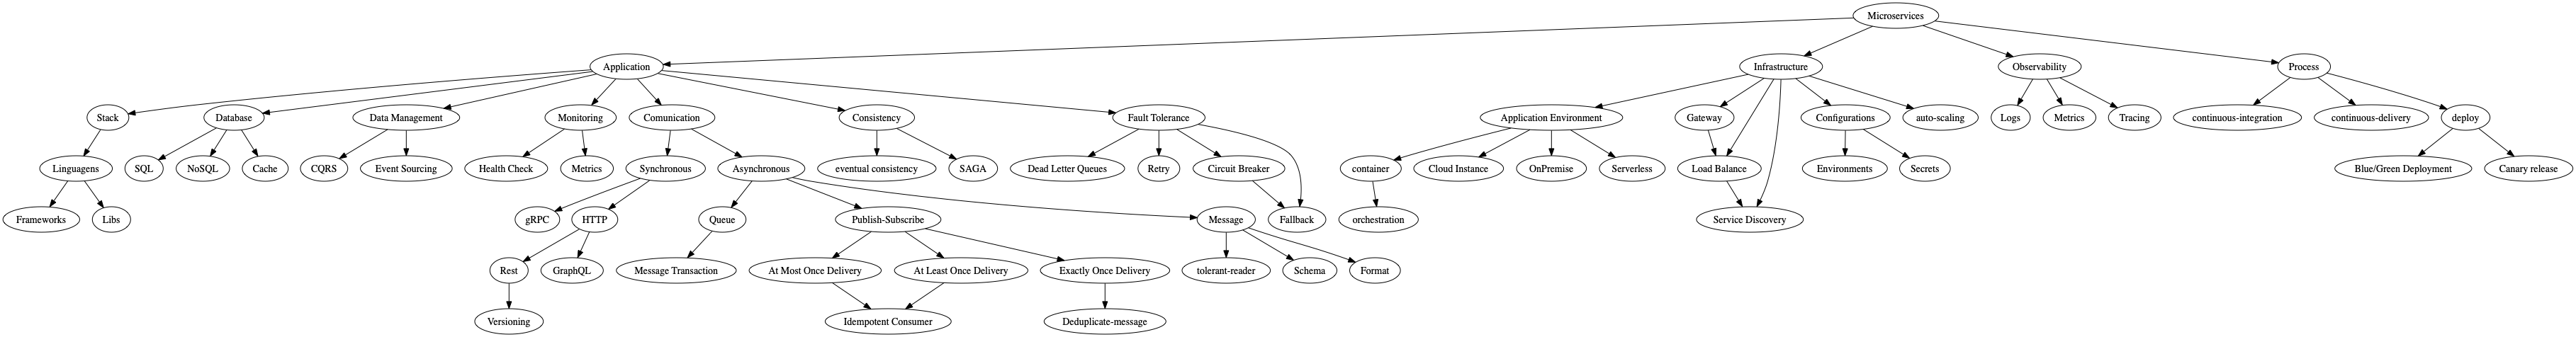 Microservices
Application
Infrastructure
Observability
Process
Stack
Database
Data Management
Monitoring
Comunication
Consistency
Fault Tolerance
Application Environment
Gateway
Configurations
auto-scaling
Logs
Metrics
Tracing
continuous-integration
continuous-delivery
deploy
Linguagens
SQL
NoSQL
Cache
CQRS
Event Sourcing
Health Check
Metrics
Synchronous
Asynchronous
eventual consistency
SAGA
Dead Letter Queues
Retry
Circuit Breaker
container
Cloud Instance
OnPremise
Serverless
Load Balance
Environments
Secrets
Blue/Green Deployment
Canary release
Frameworks
Libs
gRPC
HTTP
Queue
Publish-Subscribe
Message
Fallback
orchestration
Service Discovery
Rest
GraphQL
Message Transaction
At Most Once Delivery
At Least Once Delivery
Exactly Once Delivery
tolerant-reader
Schema
Format
Versioning
Idempotent Consumer
Deduplicate-message